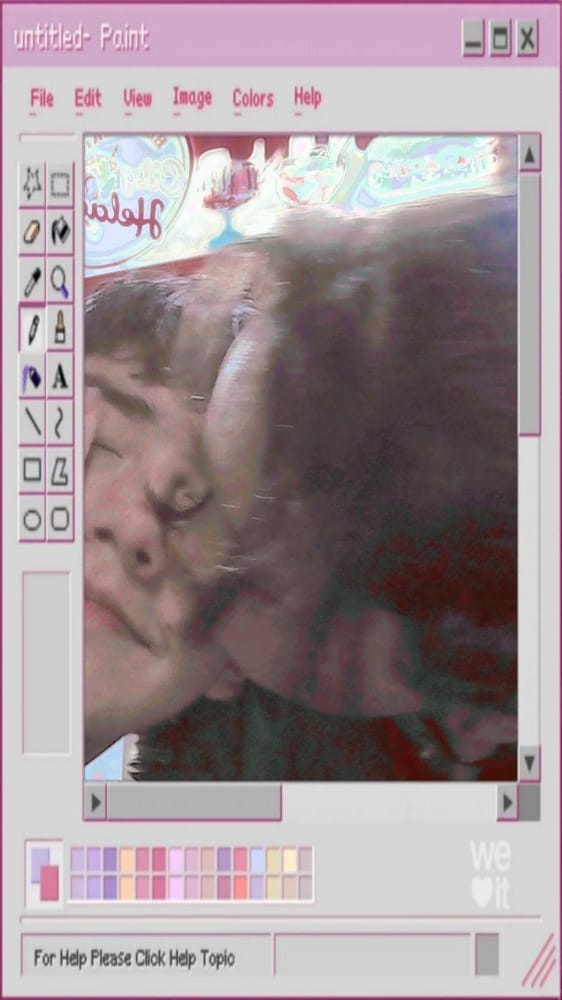 untitled- Paint
File Edit View Image Colors Help
A
For Help Please Click Help Topio
we
it